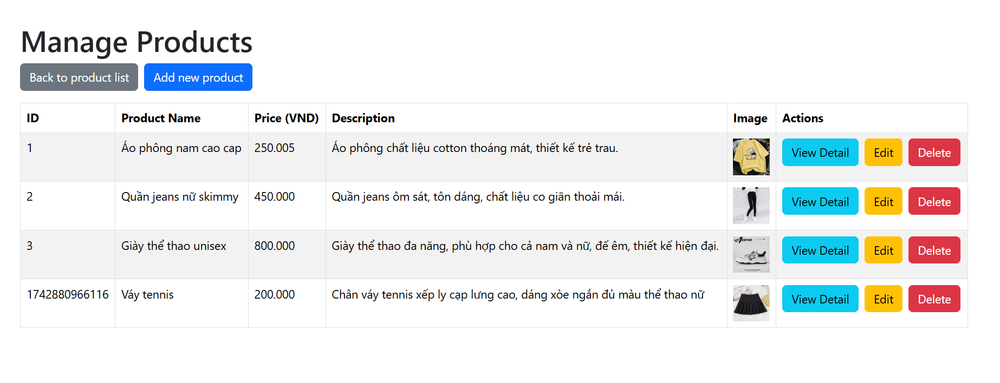 Manage Products
Back to product list Add new product
ID Product Name Price (VND) Description Image Actions
1 Áo phông nam cao cap 250.005 Áo phông chất liệu cotton thoáng mát, thiết kế trẻ trau. View Detail Edit Delete
2 Quần jeans nữ skimmy 450.000 Quần jeans ôm sát, tôn dáng, chất liệu co giãn thoải mái. View Detail Edit Delete
3 Giày thể thao unisex 800.000 Giày thể thao đa năng, phù hợp cho cả nam và nữ, đế êm, thiết kế hiện đại. View Detail Edit Delete
1742880966116 Váy tennis 200.000 Chân váy tennis xếp ly cạp lưng cao, dáng xòe ngắn đủ màu thể thao nữ View Detail Edit Delete